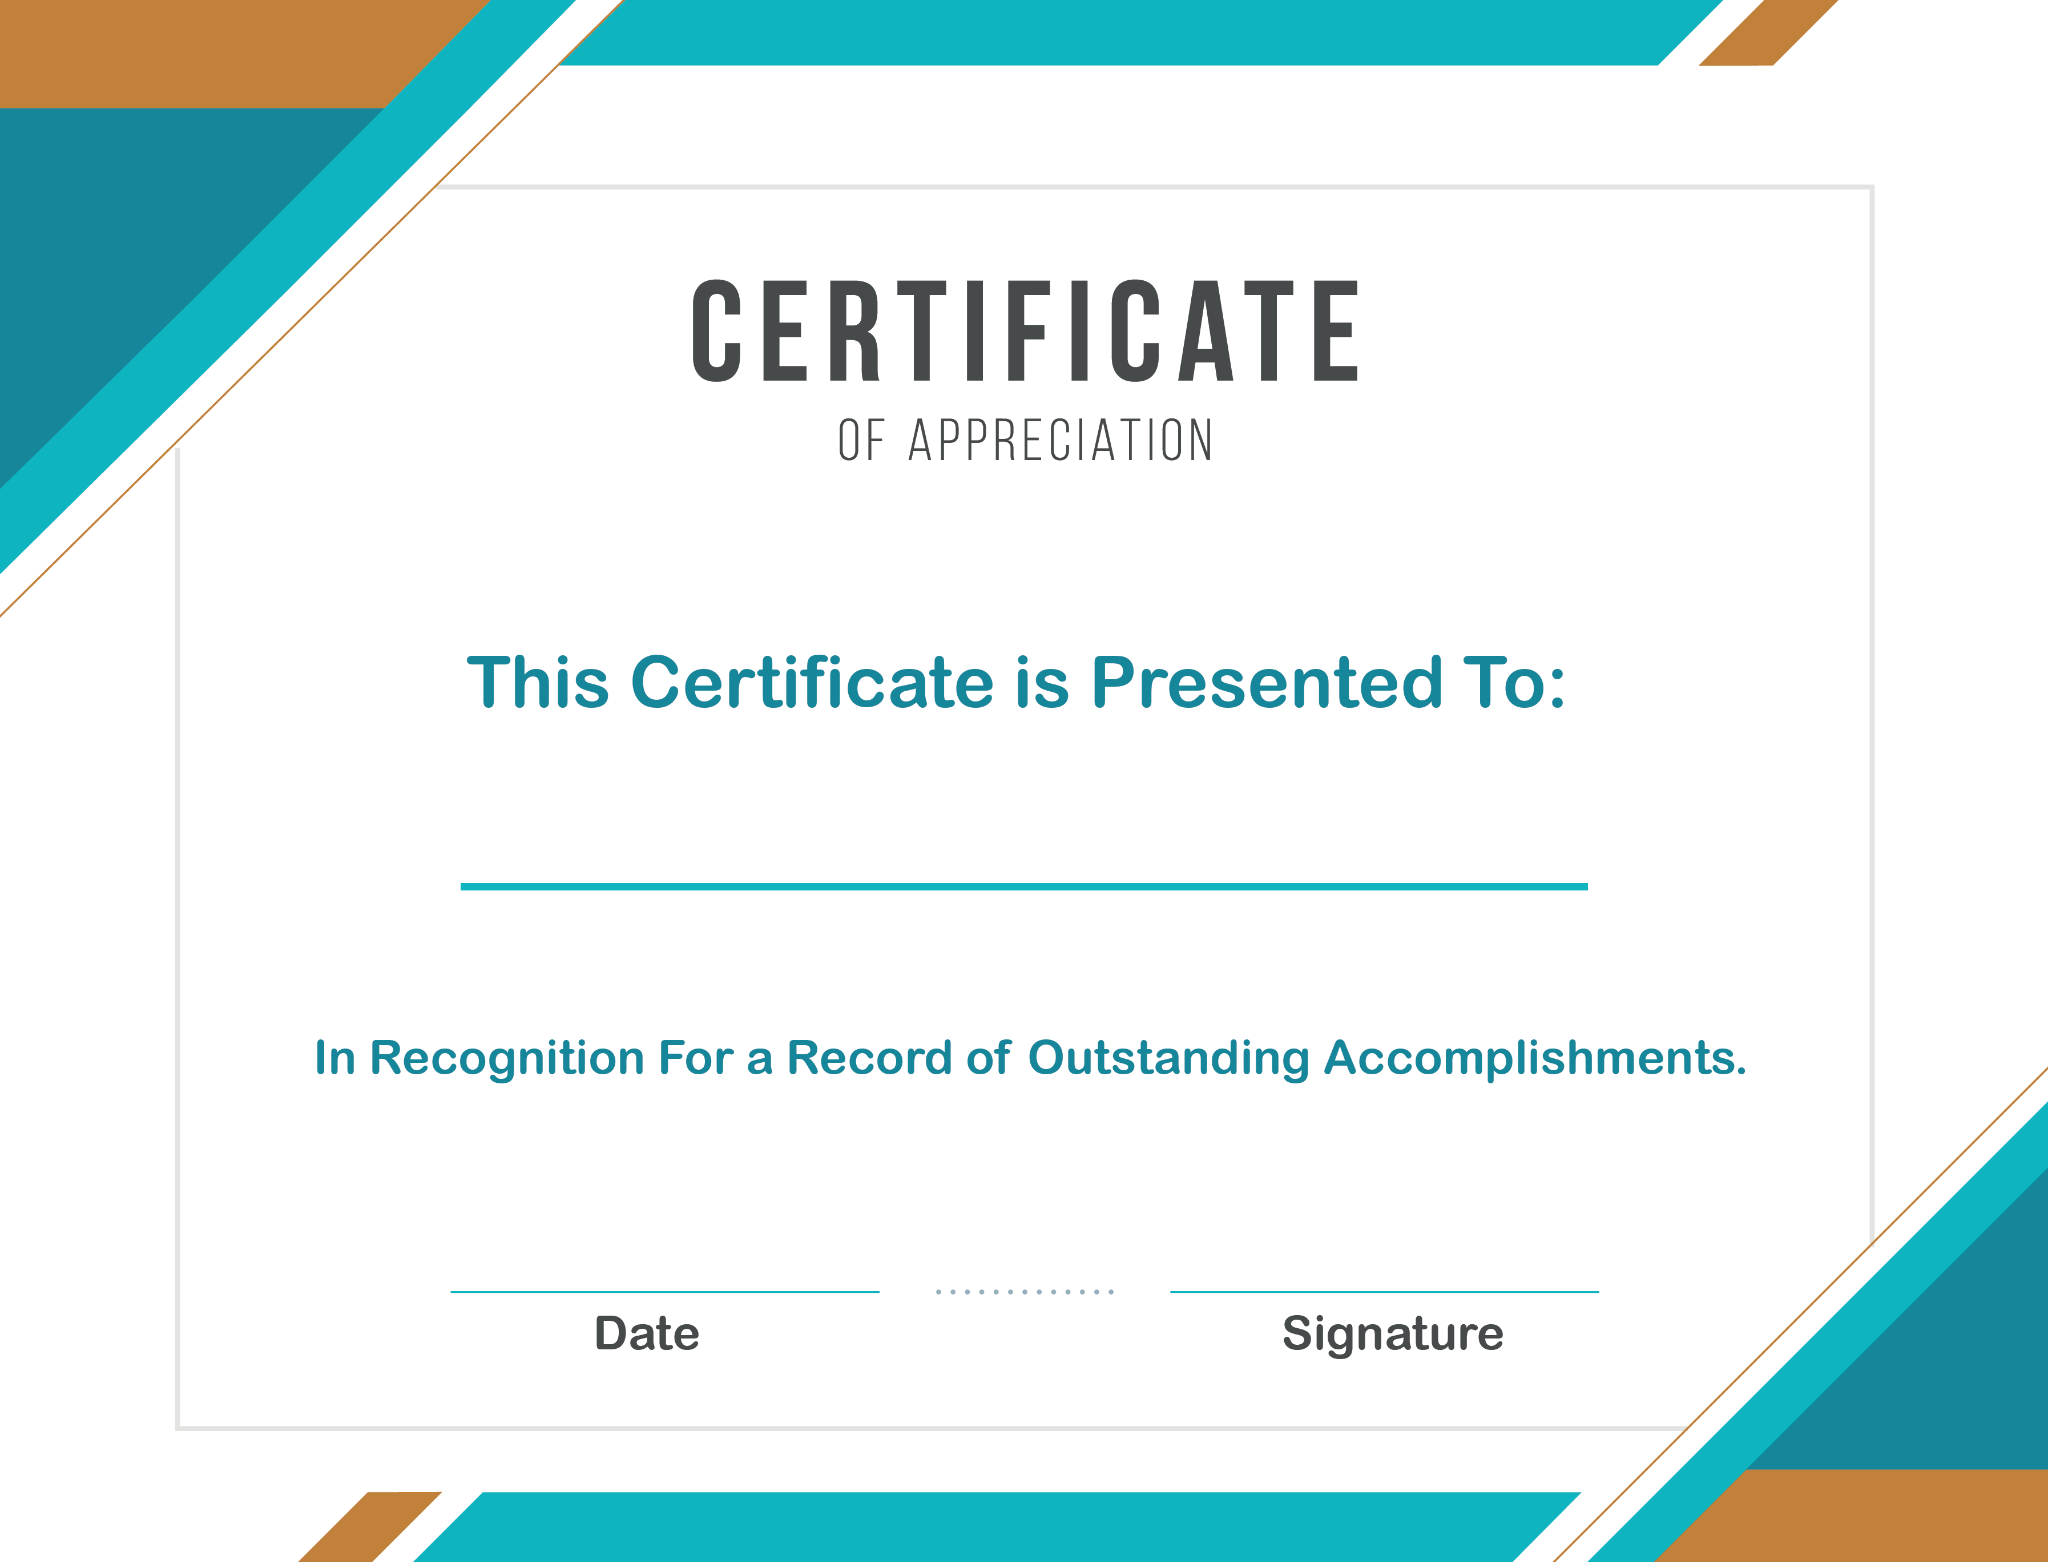 CERTIFICATE
OF APPRECIATION
This Certificate is Presented To:
In Recognition For a Record of Outstanding Accomplishments.
Date
Signature